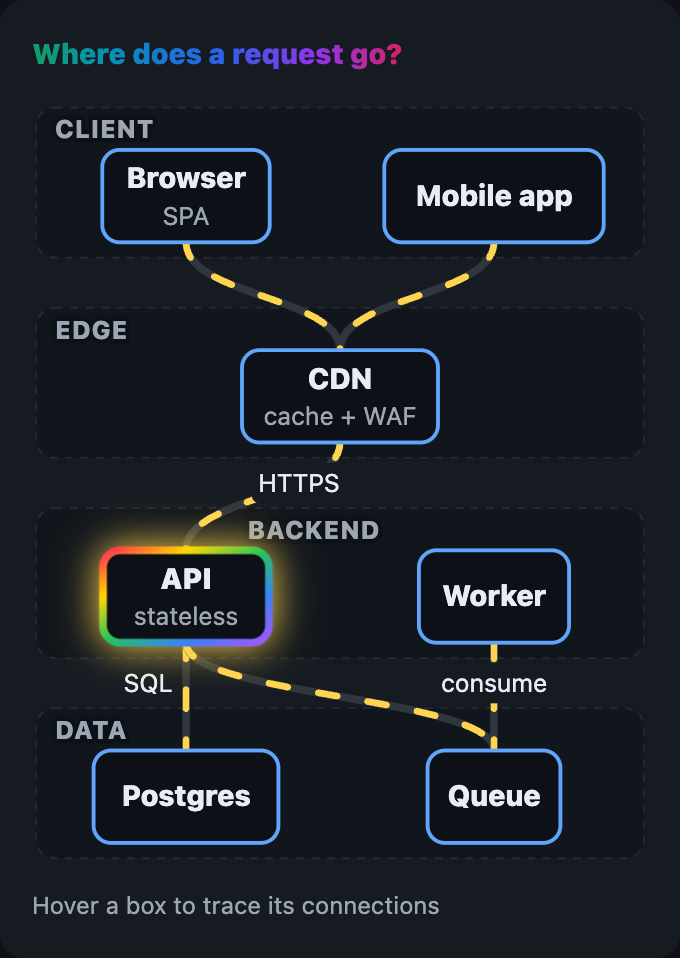 Where does a request go?
CLIENT
Browser
SPA
Mobile app
EDGE
CDN
cache + WAF
HTTPS
BACKEND
API
stateless
Worker
SQL
consume
DATA
Postgres
Queue
Hover a box to trace its connections